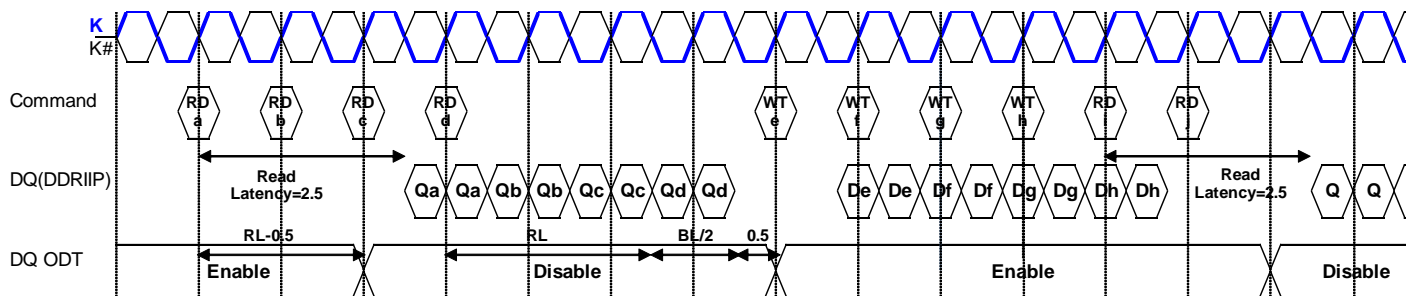 K
K#
Command
RD a
RD b
RD c
RD d
WT e
WT f
WT g
WT h
RD i
RD j
DQ(DDRIIP)
Read
Latency=2.5
Qa Qa Qb Qb Qc Qc Qd Qd
De De Df Df Dg Dg Dh Dh
Read
Latency=2.5
Q Q
DQ ODT
RL-0.5
RL
BL/2
0.5
Enable
Disable
Enable
Disable